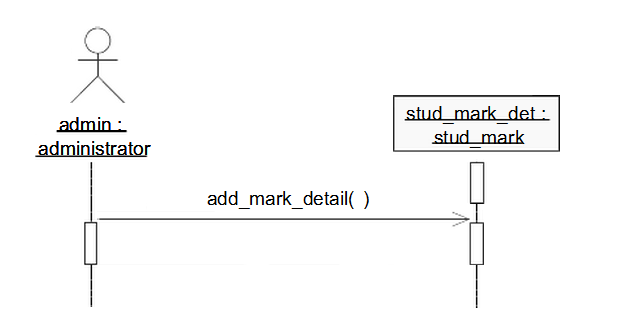 admin :
administrator
stud_mark_det :
stud_mark
add_mark_detail( )